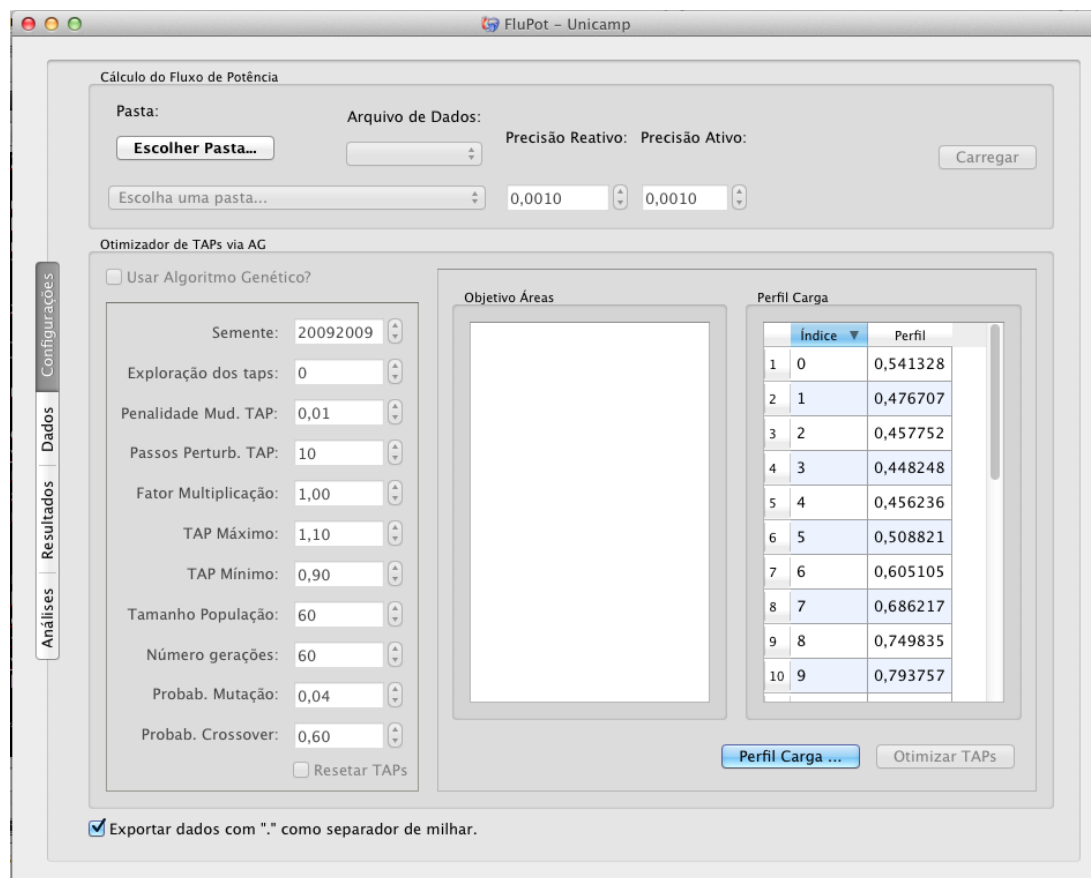 FluPot – Unicamp
Cálculo do Fluxo de Potência
Pasta:
Arquivo de Dados:
Precisão Reativo: Precisão Ativo:
Escolher Pasta...
Carregar
Escolha uma pasta...
0,0010
0,0010
Otimizador de TAPs via AG
Configurações
Dados
Resultados
Análises
Usar Algoritmo Genético?
Semente: 20092009
Exploração dos taps: 0
Penalidade Mud. TAP: 0,01
Passos Perturb. TAP: 10
Fator Multiplicação: 1,00
TAP Máximo: 1,10
TAP Mínimo: 0,90
Tamanho População: 60
Número gerações: 60
Probab. Mutação: 0,04
Probab. Crossover: 0,60
Resetar TAPs
Objetivo Áreas
Perfil Carga
Índice Perfil
1 0 0,541328
2 1 0,476707
3 2 0,457752
4 3 0,448248
5 4 0,456236
6 5 0,508821
7 6 0,605105
8 7 0,686217
9 8 0,749835
10 9 0,793757
Perfil Carga ...
Otimizar TAPs
Exportar dados com "." como separador de milhar.